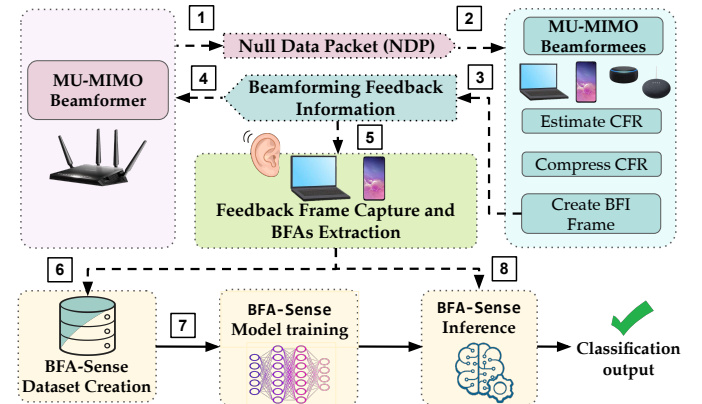 1
Null Data Packet (NDP)
2
MU-MIMO
Beamformees
MU-MIMO
Beamformer
4
Beamforming Feedback
Information
3
Estimate CFR
Compress CFR
Create BFI
Frame
5
Feedback Frame Capture and
BFAs Extraction
6
8
BFA-Sense
Dataset Creation
7
BFA-Sense
Model training
BFA-Sense
Inference
Classification
output